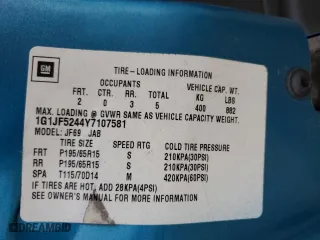 GM
TIRE-LOADING INFORMATION
OCCUPANTS VEHICLE CAP. WT.
FRT. CTR. RR. TOTAL KG LBS
2 0 3 5 400 882
MAX. LOADING @ GVWR SAME AS VEHICLE CAPACITY WEIGHT.
1G1JF5244Y7107581
MODEL: JF69 JAB
TIRE SIZE SPEED RTG COLD TIRE PRESSURE
FRT P195/65R15 S 210KPA(30PSI)
RR P195/65R15 S 210KPA(30PSI)
SPA T115/70D14 M 420KPA(60PSI)
IF TIRES ARE HOT, ADD 28KPA(4PSI)
SEE OWNER'S MANUAL FOR MORE INFORMATION